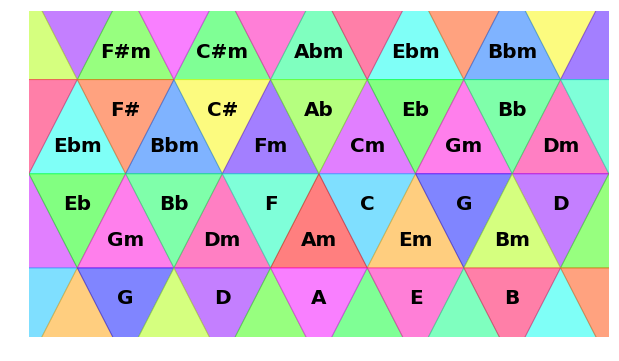 F#m C#m Abm Ebm Bbm
F# C# Ab Eb Bb
Ebm Bbm Fm Cm Gm Dm
Eb Bb F C G D
Gm Dm Am Em Bm
G D A E B